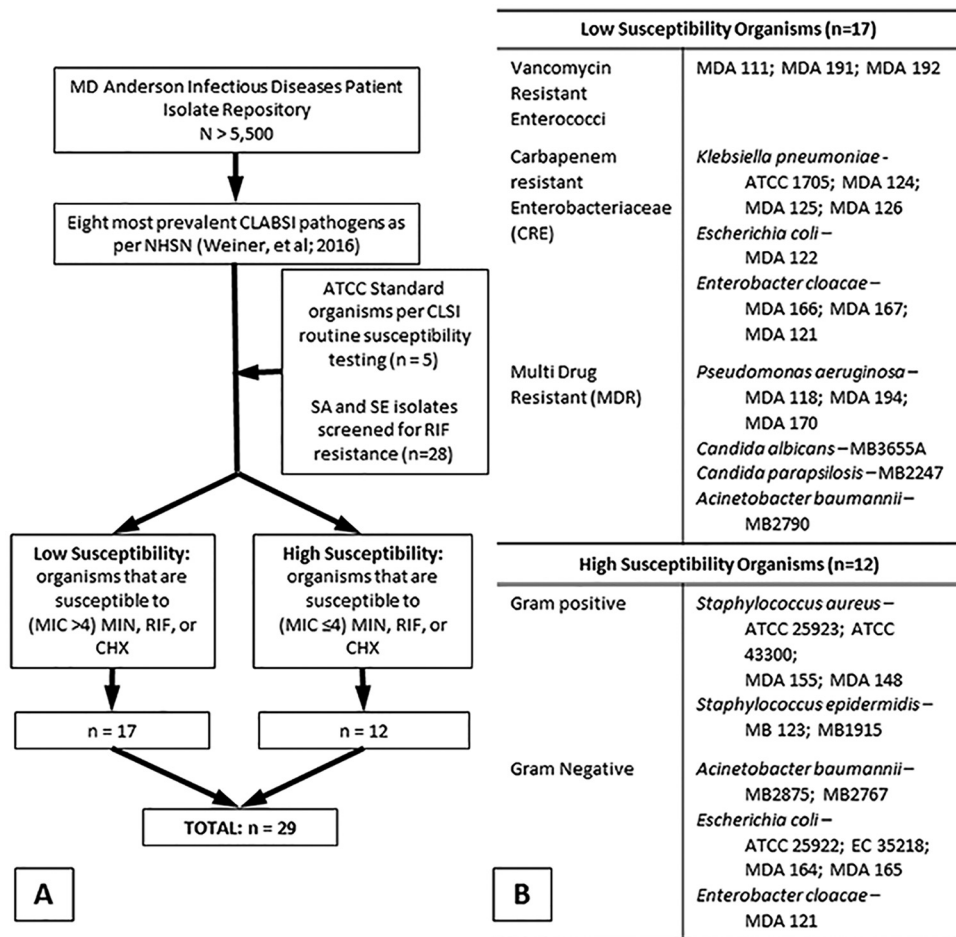 MD Anderson Infectious Diseases Patient
Isolate Repository
N > 5,500
Eight most prevalent CLABSI pathogens as
per NHSN (Weiner, et al; 2016)
ATCC Standard
organisms per CLSI
routine susceptibility
testing (n = 5)
SA and SE isolates
screened for RIF
resistance (n=28)
Low Susceptibility:
organisms that are
susceptible to
(MIC >4) MIN, RIF, or
CHX
High Susceptibility:
organisms that are
susceptible to
(MIC ≤4) MIN, RIF, or
CHX
n = 17
n = 12
TOTAL: n = 29
A
Low Susceptibility Organisms (n=17)
Vancomycin
Resistant
Enterococci
MDA 111; MDA 191; MDA 192
Carbapenem
resistant
Enterobacteriaceae
(CRE)
Klebsiella pneumoniae -
ATCC 1705; MDA 124;
MDA 125; MDA 126
Escherichia coli –
MDA 122
Enterobacter cloacae –
MDA 166; MDA 167;
MDA 121
Multi Drug
Resistant (MDR)
Pseudomonas aeruginosa –
MDA 118; MDA 194;
MDA 170
Candida albicans – MB3655A
Candida parapsilosis – MB2247
Acinetobacter baumannii –
MB2790
High Susceptibility Organisms (n=12)
Gram positive
Staphylococcus aureus –
ATCC 25923; ATCC
43300;
MDA 155; MDA 148
Staphylococcus epidermidis –
MB 123; MB1915
Gram Negative
Acinetobacter baumannii –
MB2875; MB2767
Escherichia coli –
ATCC 25922; EC 35218;
MDA 164; MDA 165
Enterobacter cloacae –
MDA 121
B